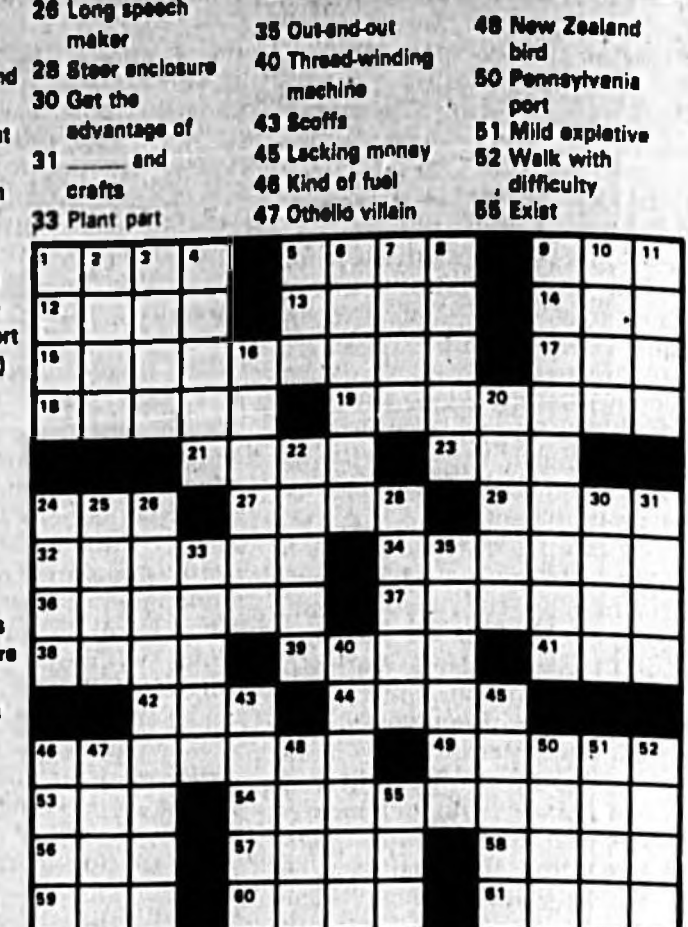 nd
at
n
ort
)
s
re
s
26 Long speech
maker
28 Steer enclosure
30 Get the
advantage of
31 _____ and
crafts
33 Plant part
35 Out-and-out
40 Thread-winding
machine
43 Scoffs
45 Lacking money
46 Kind of fuel
47 Othello villain
48 New Zealand
bird
50 Pennsylvania
port
51 Mild expletive
52 Walk with
difficulty
55 Exist
1 2 3 4 5 6 7 8 9 10 11
12 13 14
15 16 17
18 19 20
21 22 23
24 25 26 27 28 29 30 31
32 33 34 35
36 37
38 39 40 41
42 43 44 45
46 47 48 49 50 51 52
53 54 55
56 57 58
59 60 61